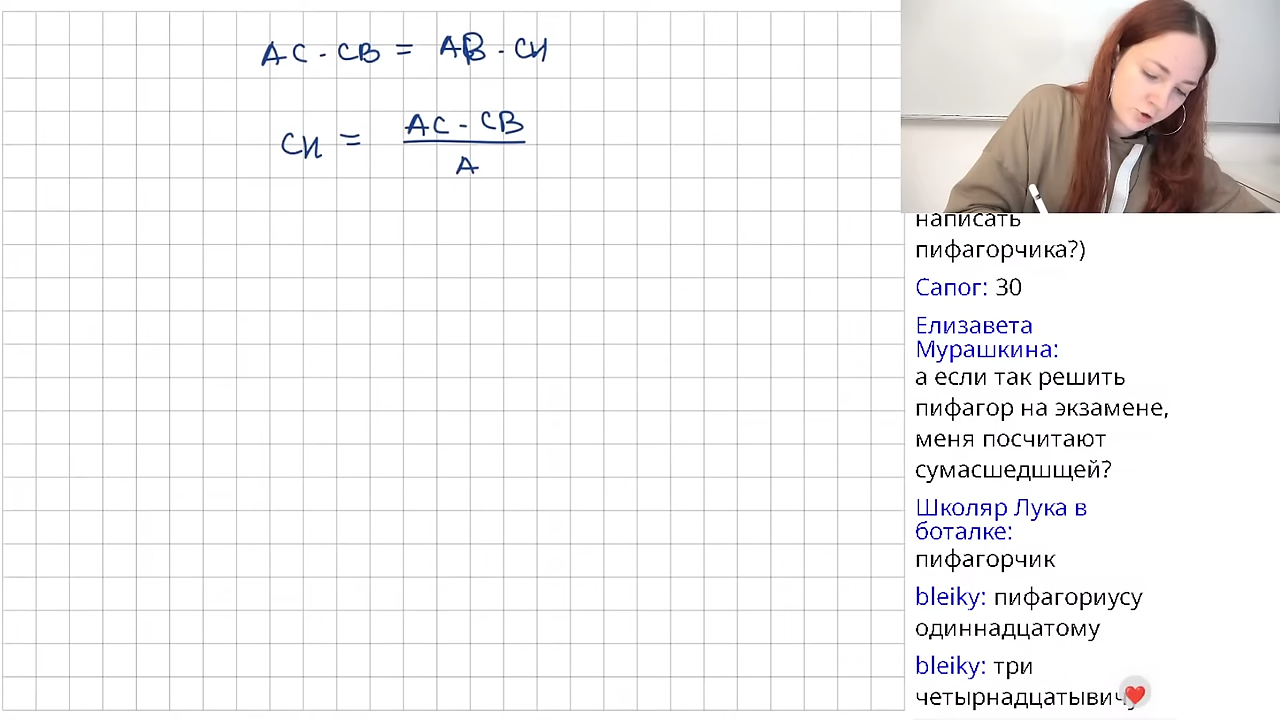 AC · CB = AB · CH
CH = AC · CB
A
написать
пифагорчика?)
Сапог: 30
Елизавета
Мурашкина:
а если так решить
пифагор на экзамене,
меня посчитают
сумасшедшщей?
Школяр Лука в
боталке:
пифагорчик
bleiky: пифагориусу
одиннадцатому
bleiky: три
четырнадцатывичу